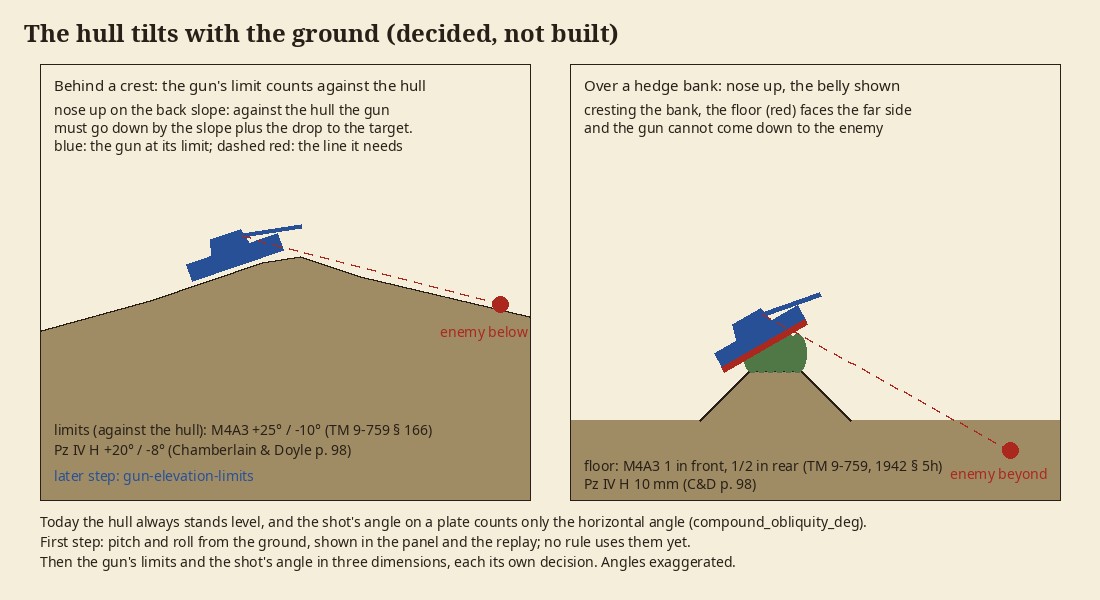 The hull tilts with the ground (decided, not built)
Behind a crest: the gun's limit counts against the hull
nose up on the back slope: against the hull the gun
must go down by the slope plus the drop to the target.
blue: the gun at its limit; dashed red: the line it needs
enemy below
limits (against the hull): M4A3 +25° / -10° (TM 9-759 § 166)
Pz IV H +20° / -8° (Chamberlain & Doyle p. 98)
later step: gun-elevation-limits
Over a hedge bank: nose up, the belly shown
cresting the bank, the floor (red) faces the far side
and the gun cannot come down to the enemy
floor: M4A3 1 in front, 1/2 in rear (TM 9-759, 1942 § 5h)
enemy beyond
Pz IV H 10 mm (C&D p. 98)
Today the hull always stands level, and the shot's angle on a plate counts only the horizontal angle (compound_obliquity_deg).
First step: pitch and roll from the ground, shown in the panel and the replay; no rule uses them yet.
Then the gun's limits and the shot's angle in three dimensions, each its own decision. Angles exaggerated.